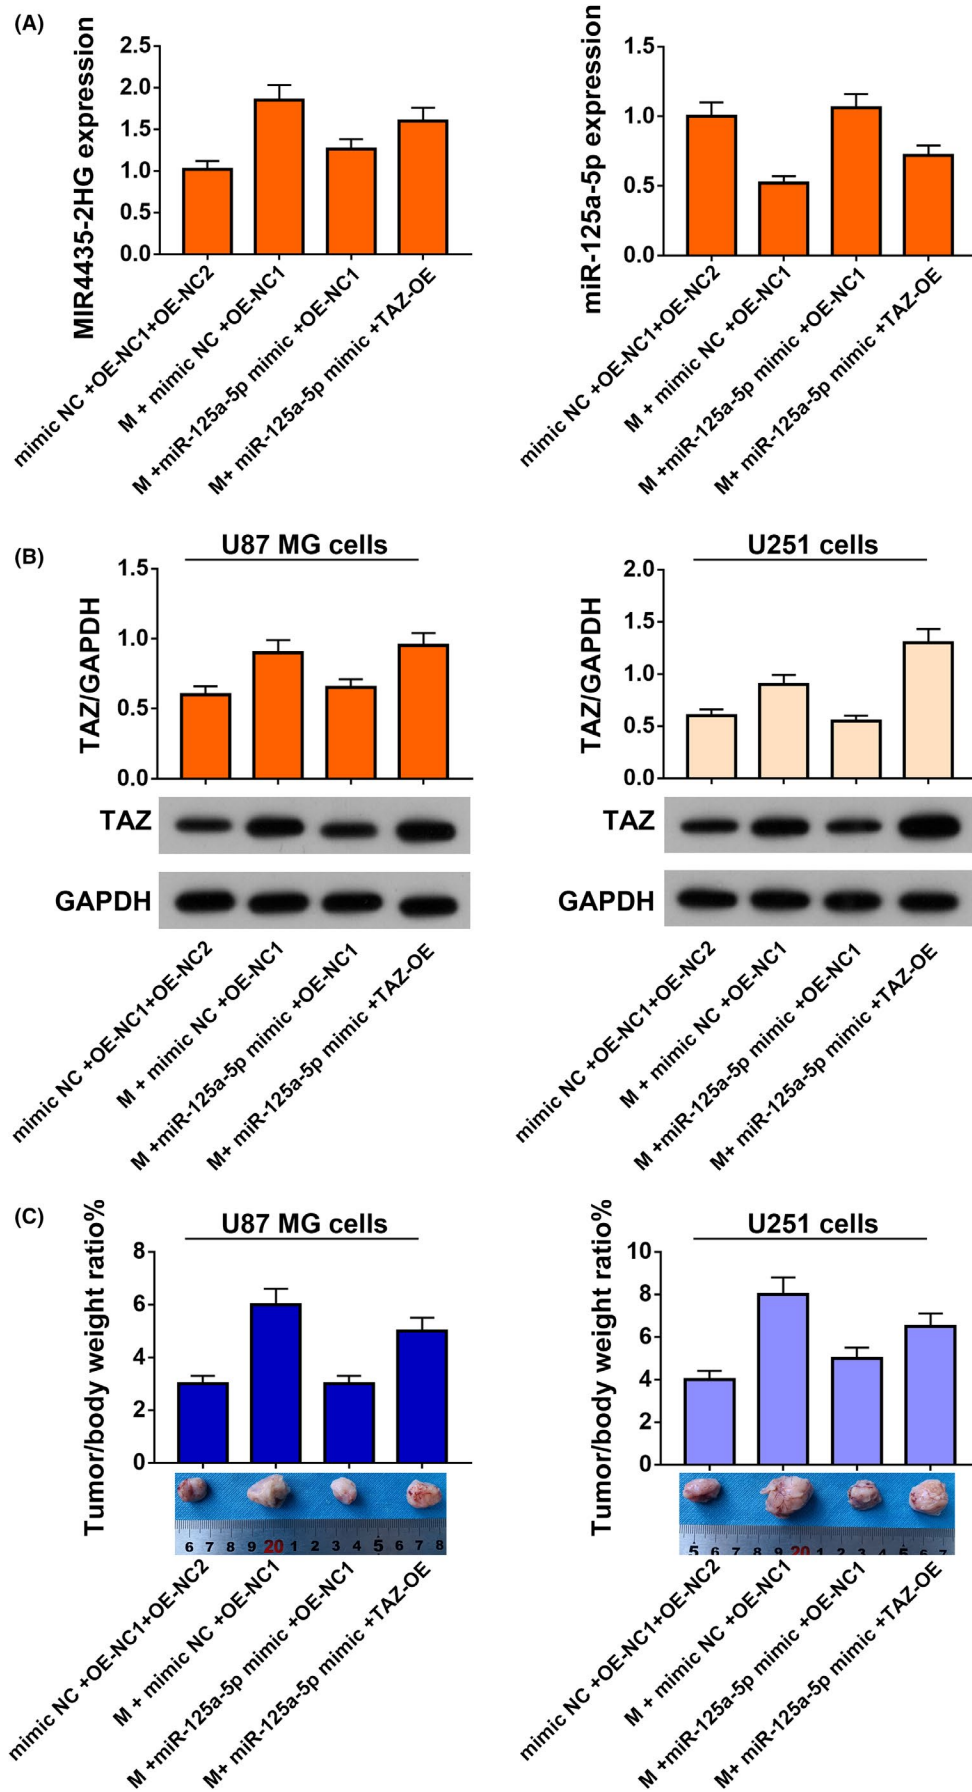 (A)
MIR4435-2HG expression
2.5
2.0
1.5
1.0
0.5
0.0
mimic NC +OE-NC1+OE-NC2
M + mimic NC +OE-NC1
M +miR-125a-5p mimic +OE-NC1
M+ miR-125a-5p mimic +TAZ-OE
miR-125a-5p expression
1.5
1.0
0.5
0.0
mimic NC +OE-NC1+OE-NC2
M + mimic NC +OE-NC1
M +miR-125a-5p mimic +OE-NC1
M+ miR-125a-5p mimic +TAZ-OE
(B)
U87 MG cells
TAZ/GAPDH
1.5
1.0
0.5
0.0
TAZ
GAPDH
mimic NC +OE-NC1+OE-NC2
M + mimic NC +OE-NC1
M +miR-125a-5p mimic +OE-NC1
M+ miR-125a-5p mimic +TAZ-OE
U251 cells
TAZ/GAPDH
2.0
1.5
1.0
0.5
0.0
TAZ
GAPDH
mimic NC +OE-NC1+OE-NC2
M + mimic NC +OE-NC1
M +miR-125a-5p mimic +OE-NC1
M+ miR-125a-5p mimic +TAZ-OE
(C)
U87 MG cells
Tumor/body weight ratio%
8
6
4
2
0
6 7 8 9 20 1 2 3 4 5 6 7 8
mimic NC +OE-NC1+OE-NC2
M + mimic NC +OE-NC1
M +miR-125a-5p mimic +OE-NC1
M+ miR-125a-5p mimic +TAZ-OE
U251 cells
Tumor/body weight ratio%
10
8
6
4
2
0
5 6 7 8 9 20 1 2 3 4 5 6 7
mimic NC +OE-NC1+OE-NC2
M + mimic NC +OE-NC1
M +miR-125a-5p mimic +OE-NC1
M+ miR-125a-5p mimic +TAZ-OE